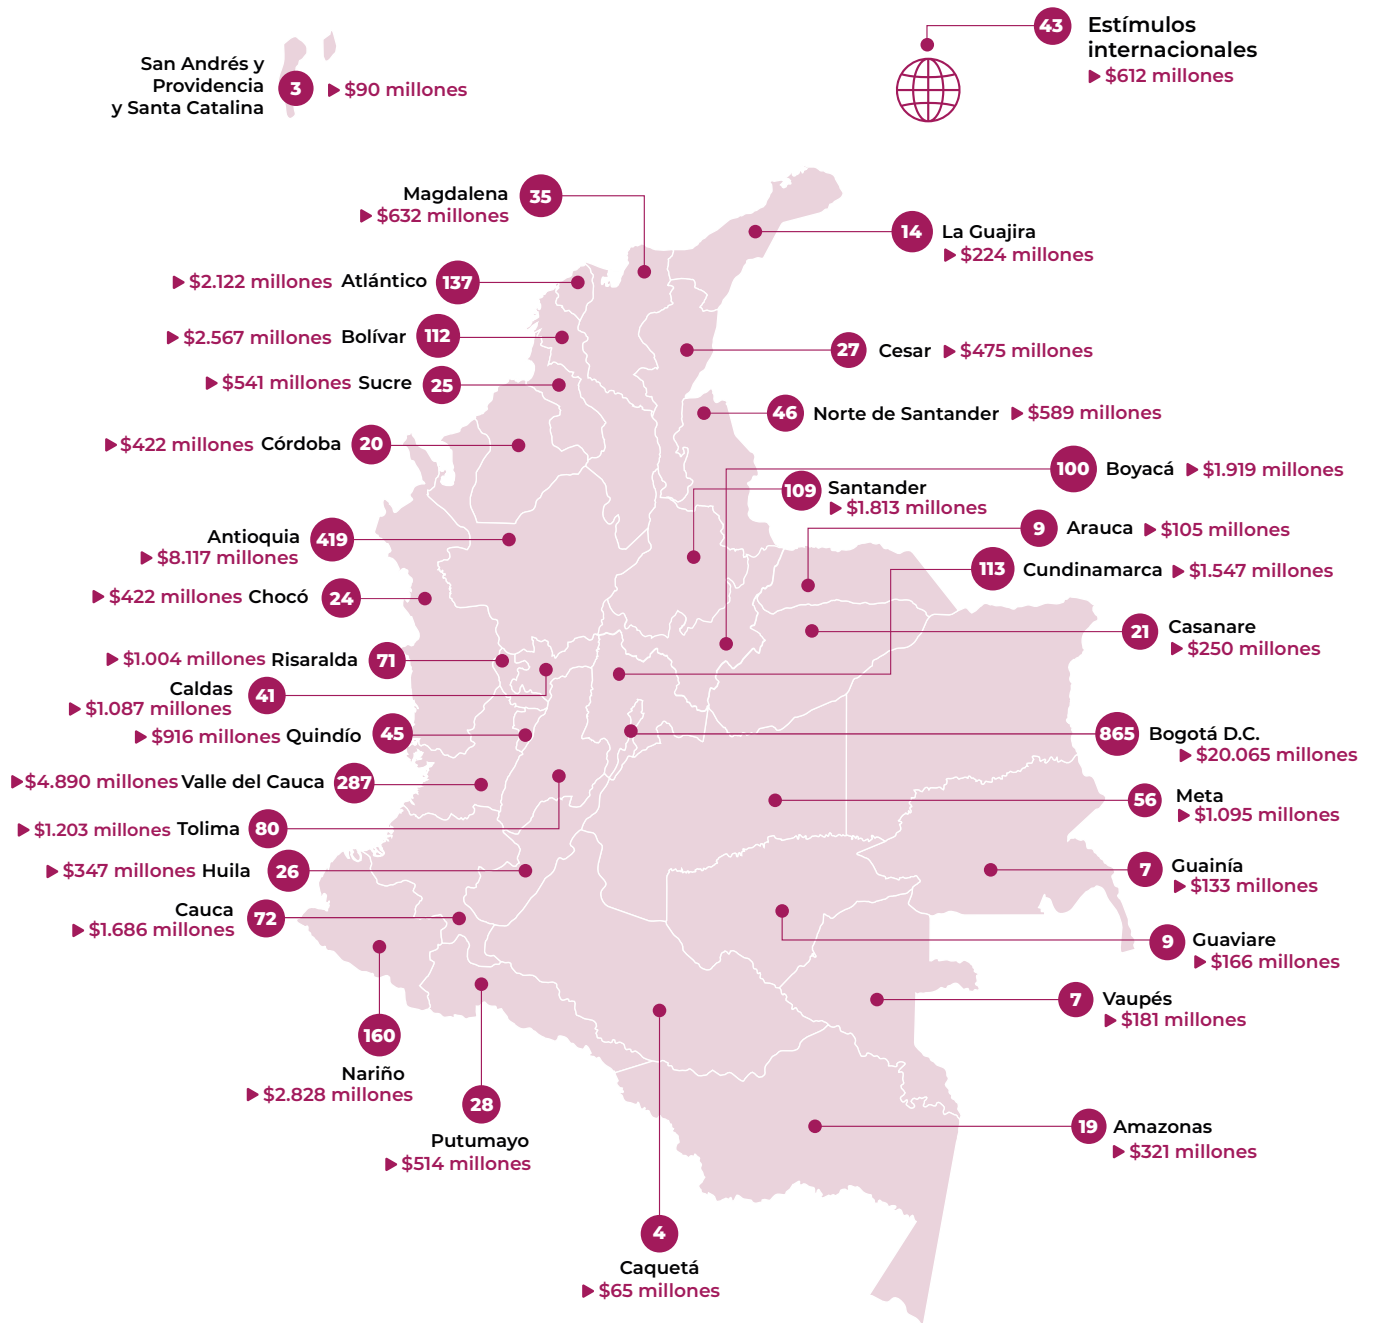 San Andrés y
Providencia
y Santa Catalina
3
$90 millones
43
Estímulos
internacionales
$612 millones
Magdalena
35
$632 millones
14
La Guajira
$224 millones
$2.122 millones Atlántico 137
$2.567 millones Bolívar 112
27 Cesar $475 millones
$541 millones Sucre 25
46 Norte de Santander $589 millones
$422 millones Córdoba 20
100 Boyacá $1.919 millones
109 Santander
$1.813 millones
9 Arauca $105 millones
Antioquia 419
$8.117 millones
113 Cundinamarca $1.547 millones
$422 millones Chocó 24
21 Casanare
$250 millones
$1.004 millones Risaralda 71
Caldas 41
$1.087 millones
$916 millones Quindío 45
865 Bogotá D.C.
$20.065 millones
$4.890 millones Valle del Cauca 287
56 Meta
$1.095 millones
$1.203 millones Tolima 80
$347 millones Huila 26
7 Guainía
$133 millones
Cauca 72
$1.686 millones
9 Guaviare
$166 millones
7 Vaupés
$181 millones
160
Nariño
$2.828 millones
28
Putumayo
$514 millones
19 Amazonas
$321 millones
4
Caquetá
$65 millones